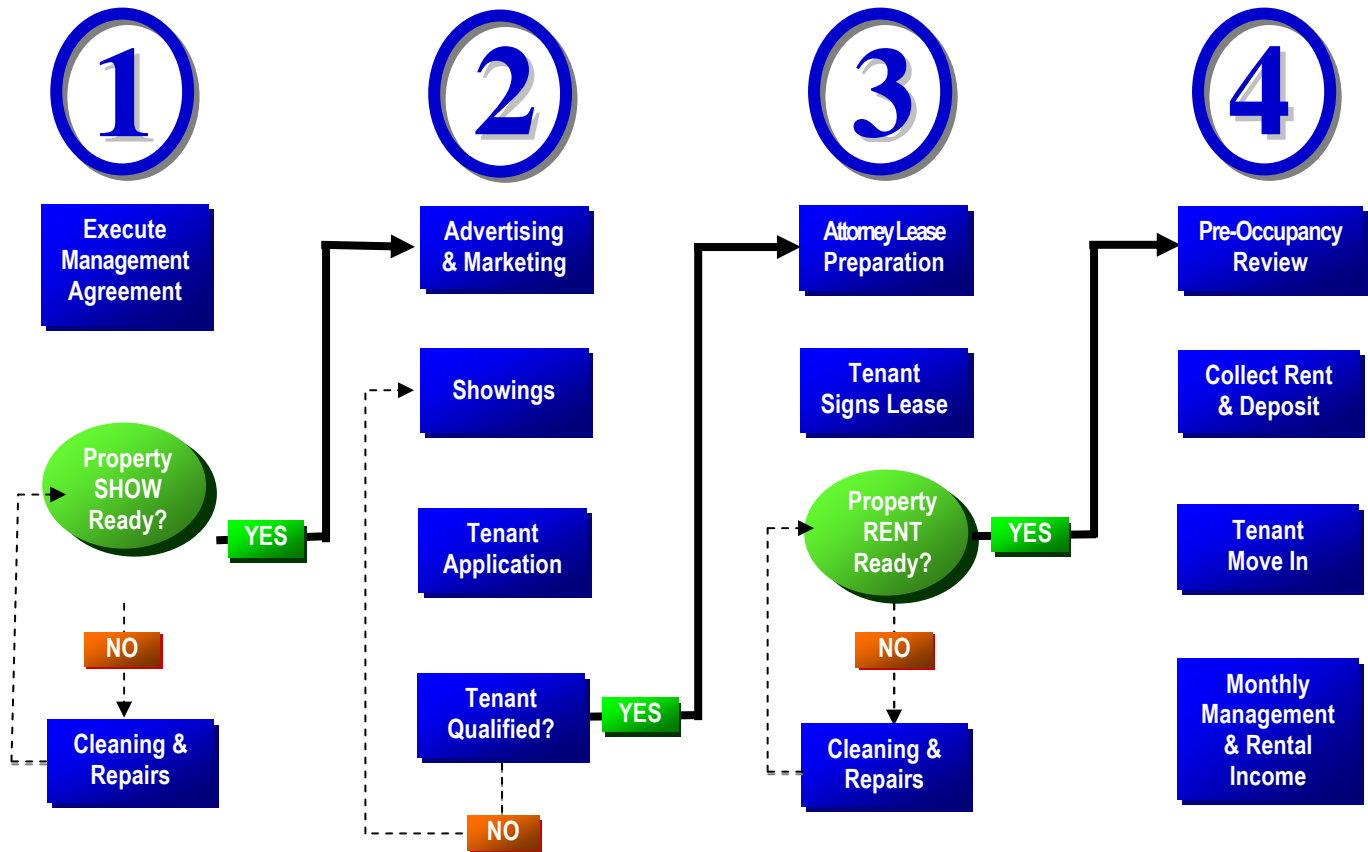 1
Execute
Management
Agreement
Property
SHOW
Ready?
YES
NO
Cleaning &
Repairs
2
Advertising
& Marketing
Showings
Tenant
Application
Tenant
Qualified?
YES
NO
3
Attorney Lease
Preparation
Tenant
Signs Lease
Property
RENT
Ready?
YES
NO
Cleaning &
Repairs
4
Pre-Occupancy
Review
Collect Rent
& Deposit
Tenant
Move In
Monthly
Management
& Rental
Income